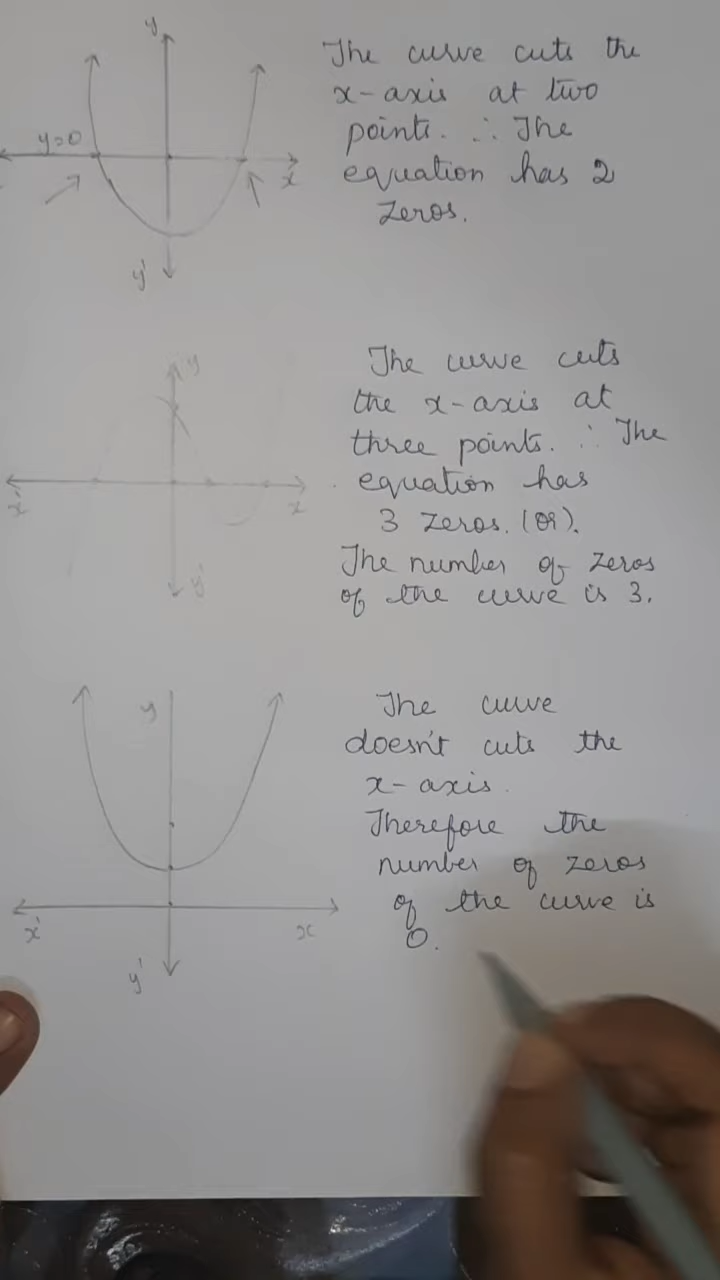 y
y=0
x
y'
The curve cuts the
x-axis at two
points. ∴ The
equation has 2
zeros.
y
x'
x
y'
The curve cuts
the x-axis at
three points. ∴ The
equation has
3 zeros. (or).
The number of zeros
of the curve is 3.
y
x'
x
y'
The curve
doesn't cuts the
x-axis.
Therefore the
number of zeros
of the curve is
0.